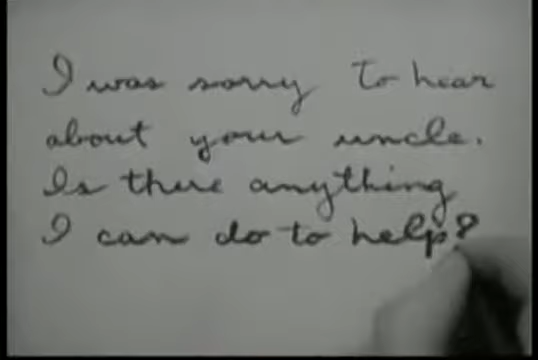 I was sorry to hear
about your uncle.
Is there anything
I can do to help?